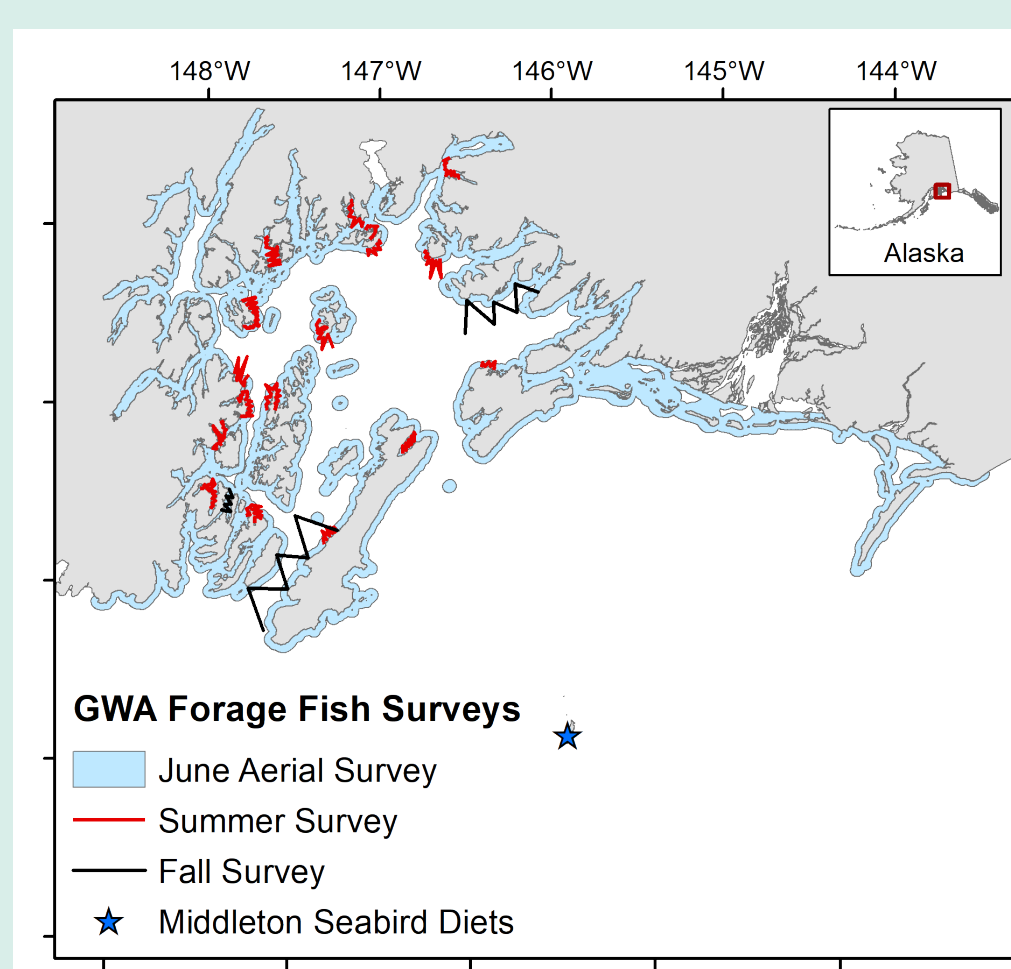 148°W 147°W 146°W 145°W 144°W
Alaska
GWA Forage Fish Surveys
June Aerial Survey
Summer Survey
Fall Survey
Middleton Seabird Diets